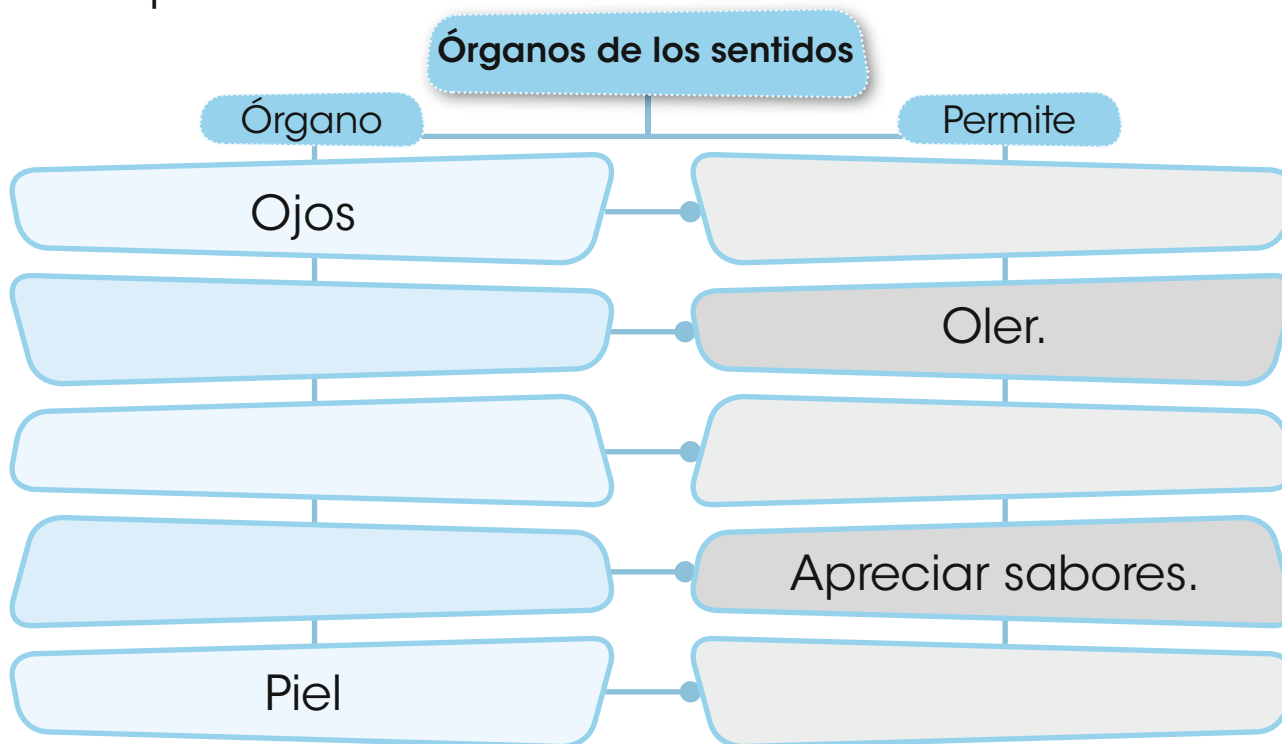 Órganos de los sentidos
Órgano
Permite
Ojos
Oler.
Apreciar sabores.
Piel